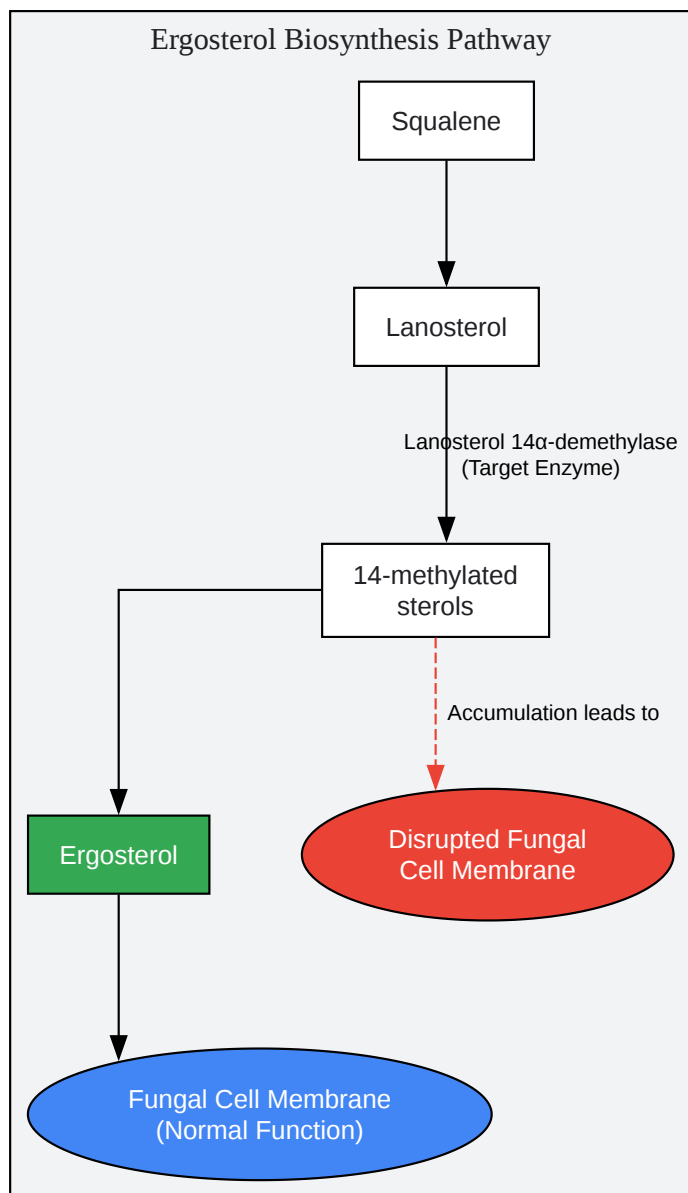 Ergosterol Biosynthesis Pathway
Squalene
Lanosterol
Lanosterol 14α-demethylase
(Target Enzyme)
14-methylated
sterols
Accumulation leads to
Ergosterol
Disrupted Fungal
Cell Membrane
Fungal Cell Membrane
(Normal Function)